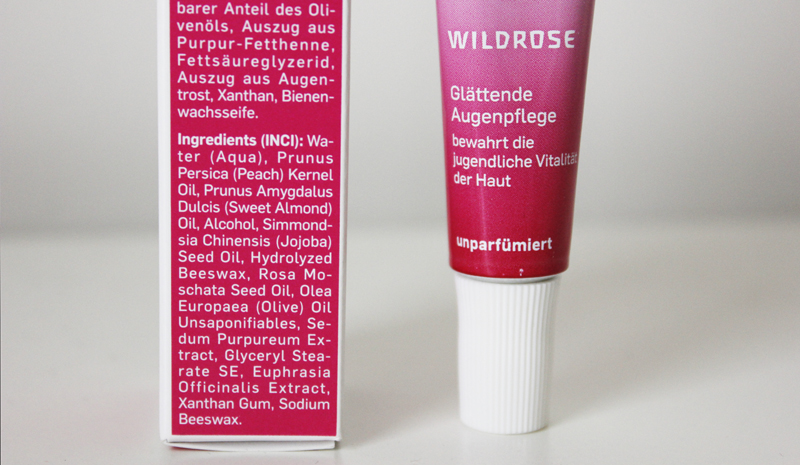 barer Anteil des Oli-
venöls, Auszug aus
Purpur-Fetthenne,
Fettsäureglyzerid,
Auszug aus Augen-
trost, Xanthan, Bienen-
wachsseife.
Ingredients (INCI): Wa-
ter (Aqua), Prunus
Persica (Peach) Kernel
Oil, Prunus Amygdalus
Dulcis (Sweet Almond)
Oil, Alcohol, Simmond-
sia Chinensis (Jojoba)
Seed Oil, Hydrolyzed
Beeswax, Rosa Mo-
schata Seed Oil, Olea
Europaea (Olive) Oil
Unsaponifiables, Se-
dum Purpureum Ex-
tract, Glyceryl Stea-
rate SE, Euphrasia
Officinalis Extract,
Xanthan Gum, Sodium
Beeswax.
WILDROSE
Glättende
Augenpflege
bewahrt die
jugendliche Vitalität
der Haut
unparfümiert